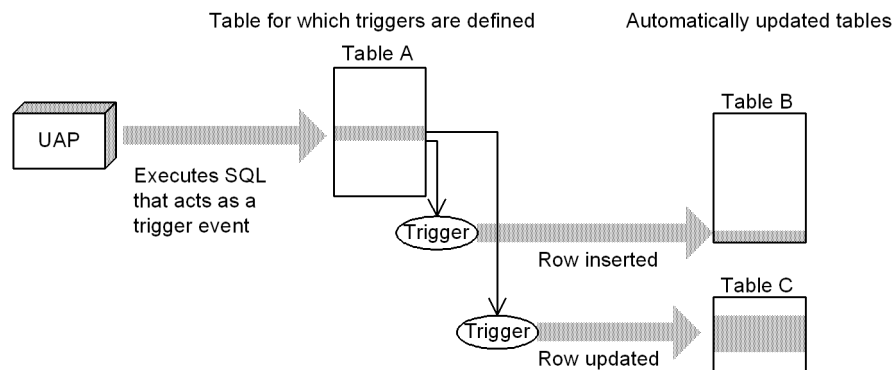 Table for which triggers are defined
Automatically updated tables
Table A
Table B
UAP
Executes SQL
that acts as a
trigger event
Trigger
Row inserted
Table C
Trigger
Row updated